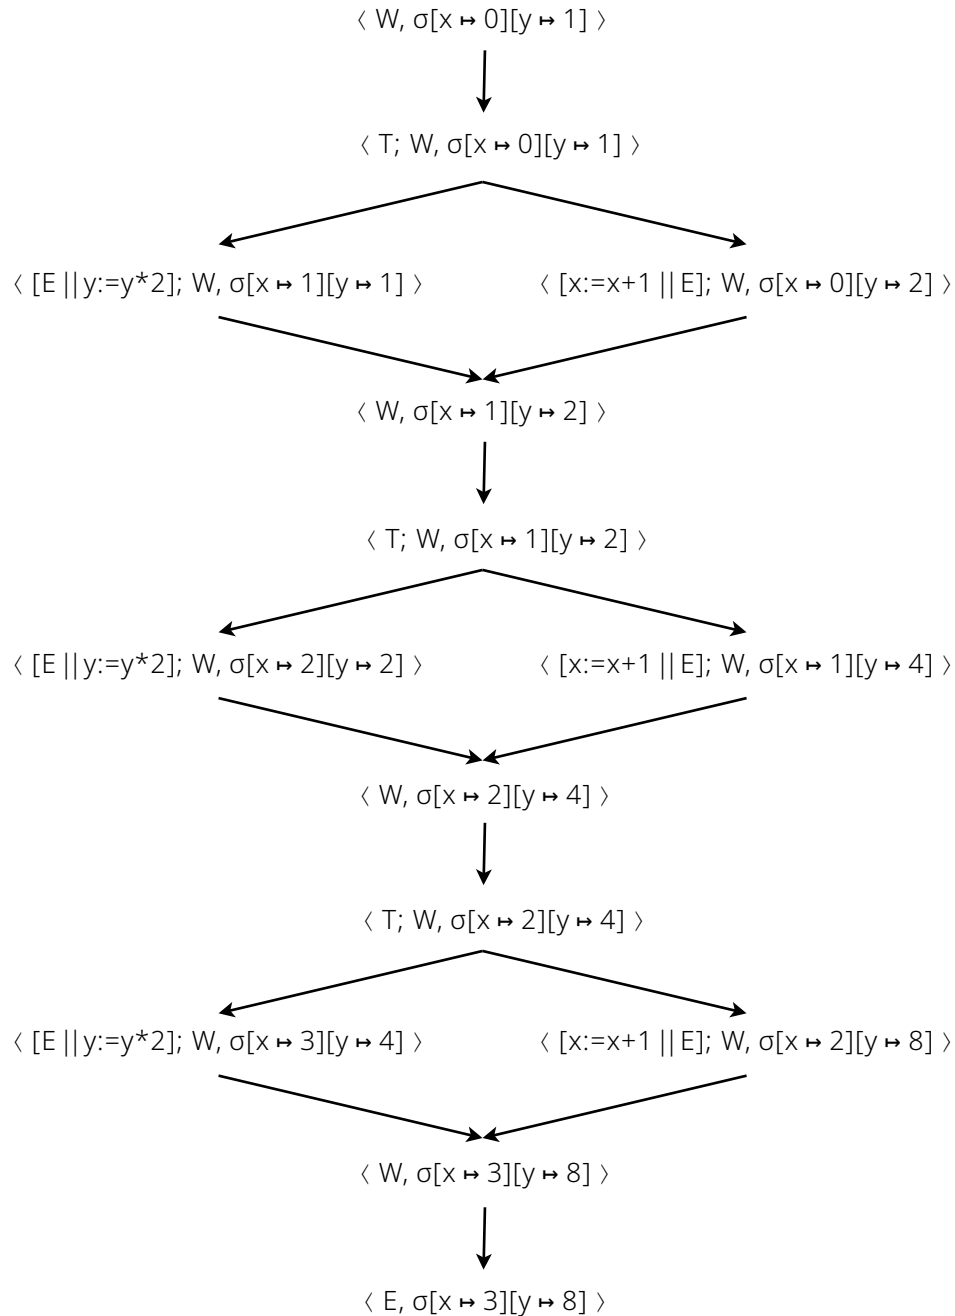 ⟨ W, σ[x ↦ 0][y ↦ 1] ⟩
⟨ T; W, σ[x ↦ 0][y ↦ 1] ⟩
⟨ [E || y:=y*2]; W, σ[x ↦ 1][y ↦ 1] ⟩
⟨ [x:=x+1 || E]; W, σ[x ↦ 0][y ↦ 2] ⟩
⟨ W, σ[x ↦ 1][y ↦ 2] ⟩
⟨ T; W, σ[x ↦ 1][y ↦ 2] ⟩
⟨ [E || y:=y*2]; W, σ[x ↦ 2][y ↦ 2] ⟩
⟨ [x:=x+1 || E]; W, σ[x ↦ 1][y ↦ 4] ⟩
⟨ W, σ[x ↦ 2][y ↦ 4] ⟩
⟨ T; W, σ[x ↦ 2][y ↦ 4] ⟩
⟨ [E || y:=y*2]; W, σ[x ↦ 3][y ↦ 4] ⟩
⟨ [x:=x+1 || E]; W, σ[x ↦ 2][y ↦ 8] ⟩
⟨ W, σ[x ↦ 3][y ↦ 8] ⟩
⟨ E, σ[x ↦ 3][y ↦ 8] ⟩